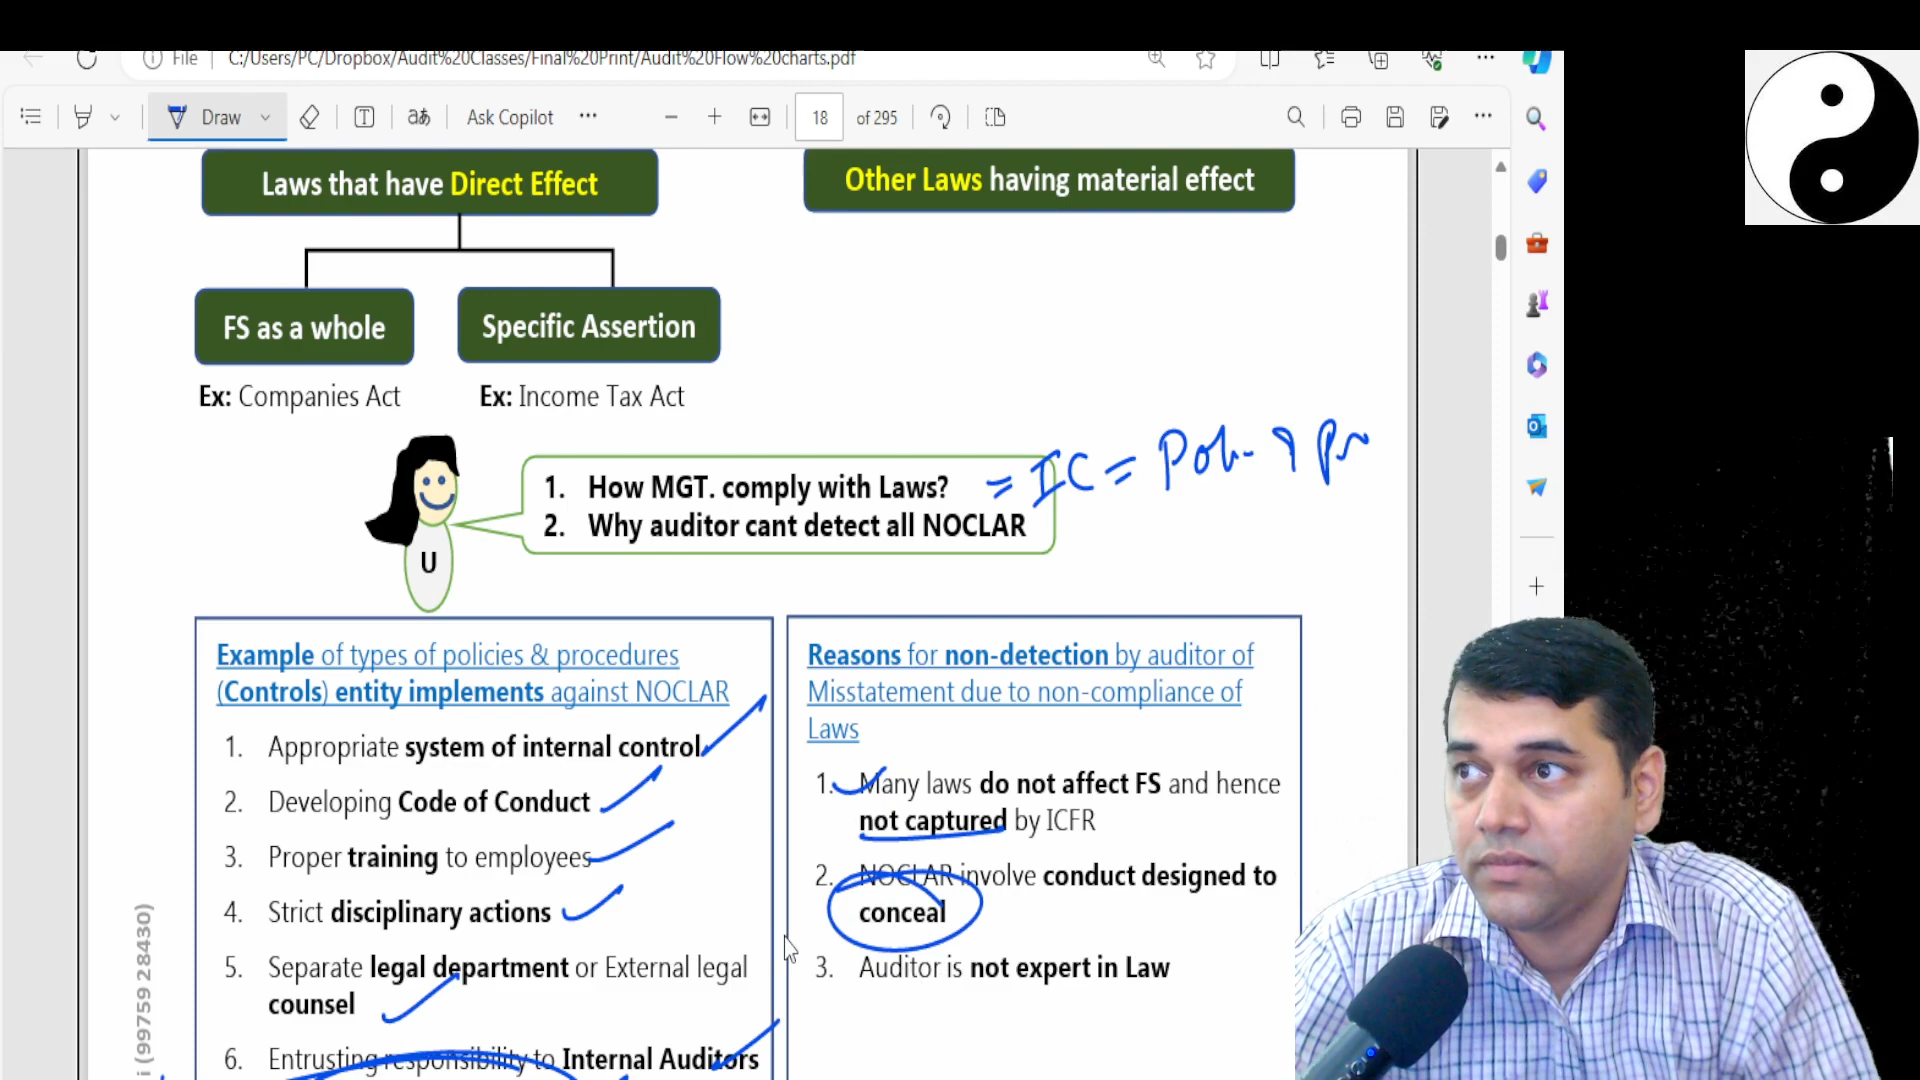 File C:/Users/PC/Dropbox/Audit%20Classes/Final%20Print/Audit%20Flow%20charts.pdf
Draw Ask Copilot 18 of 295
Laws that have Direct Effect
Other Laws having material effect
FS as a whole
Specific Assertion
Ex: Companies Act
Ex: Income Tax Act
1. How MGT. comply with Laws? = IC =
2. Why auditor cant detect all NOCLAR
U
Example of types of policies & procedures
(Controls) entity implements against NOCLAR
1. Appropriate system of internal control
2. Developing Code of Conduct
3. Proper training to employees
4. Strict disciplinary actions
5. Separate legal department or External legal
counsel
6. Entrusting responsibility to Internal Auditors
Reasons for non-detection by auditor of
Misstatement due to non-compliance of
Laws
1. Many laws do not affect FS and hence
not captured by ICFR
2. NOCLAR involve conduct designed to
conceal
3. Auditor is not expert in Law
i (99759 28430)